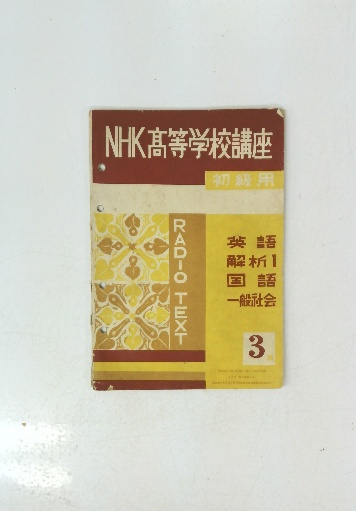 NHK髙等学校講座
初級用
RADIO TEXT
英語
解析1
国語
一般社会
3